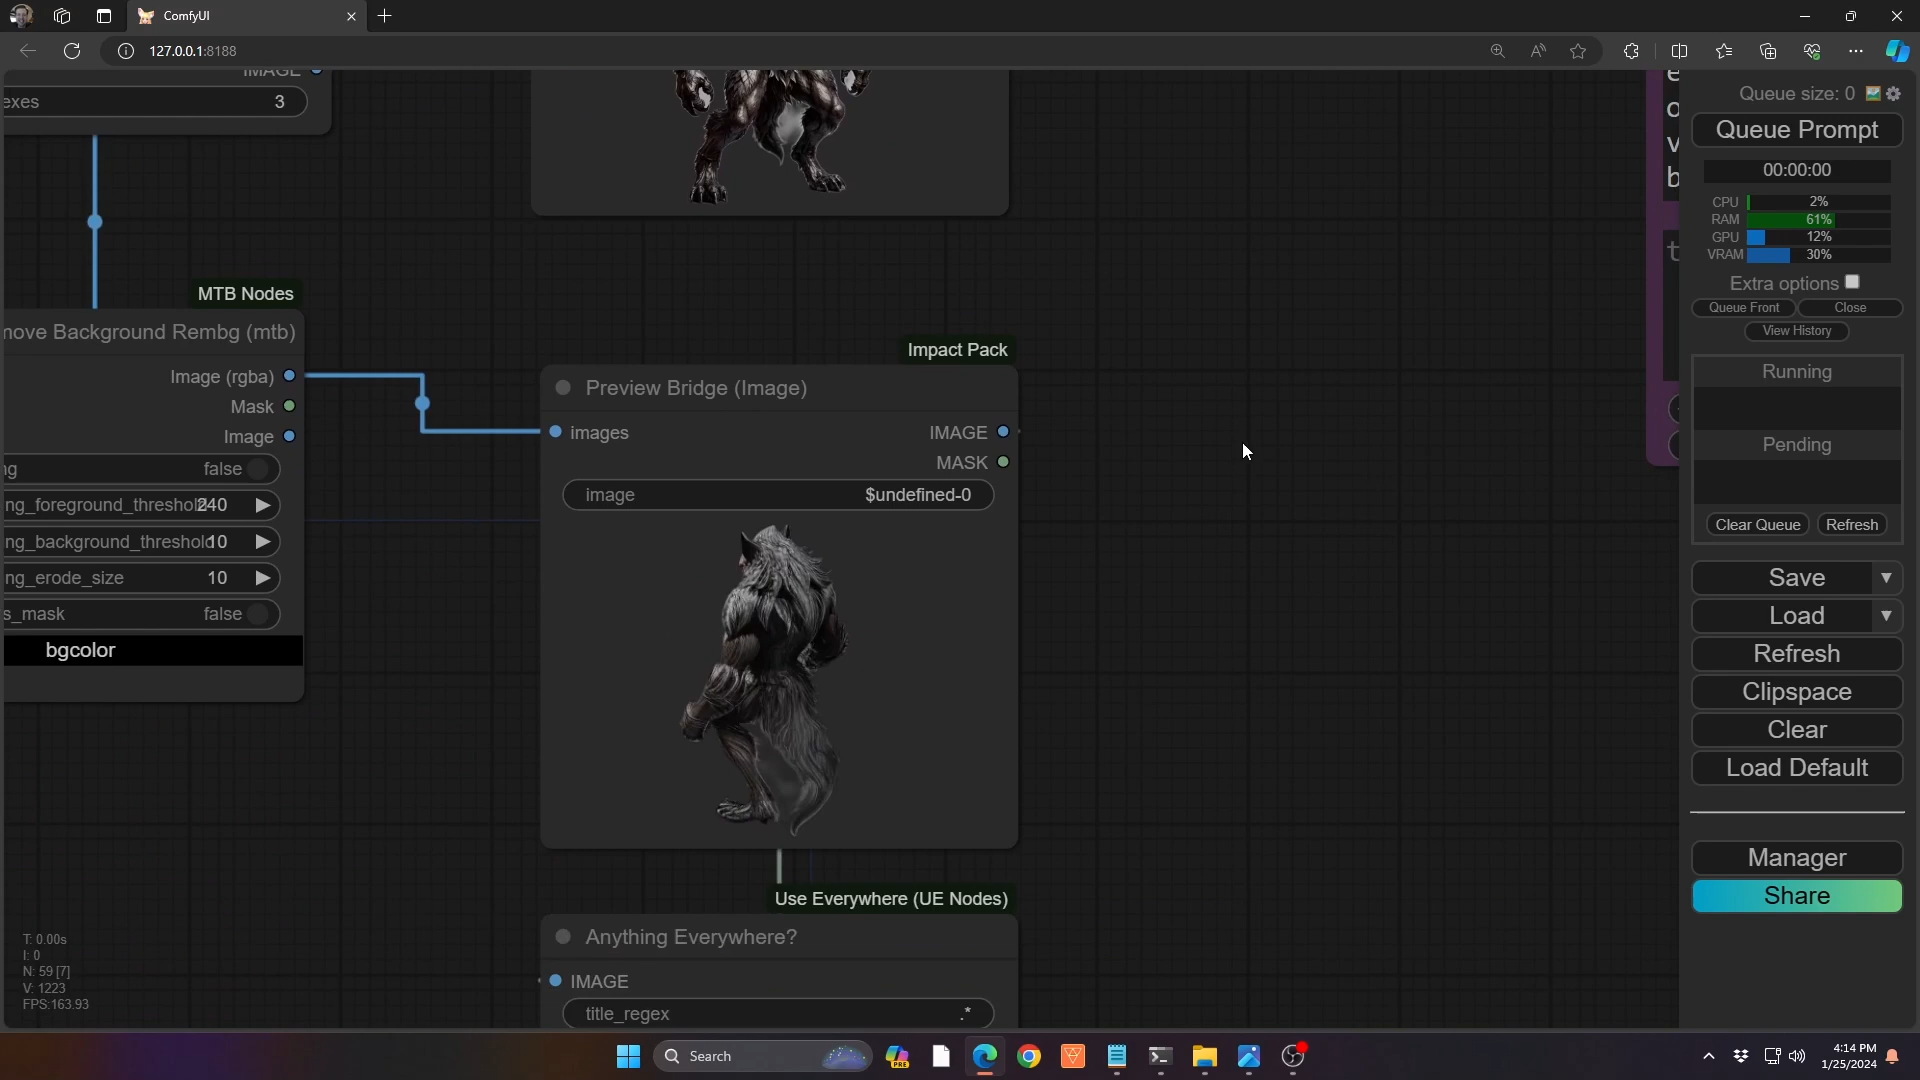 ComfyUI
127.0.0.1:8188
IMAGE
exes 3
MTB Nodes
move Background Rembg (mtb)
Image (rgba)
Mask
Image
ng false
ng_foreground_threshold 240
ng_background_threshold 10
ng_erode_size 10
s_mask false
bgcolor
Impact Pack
Preview Bridge (Image)
images IMAGE
MASK
image $undefined-0
Use Everywhere (UE Nodes)
Anything Everywhere?
IMAGE
title_regex .*
e
o
v
b
t
T: 0.00s
I: 0
N: 59 [7]
V: 1223
FPS:163.93
Queue size: 0
Queue Prompt
00:00:00
CPU 2%
RAM 61%
GPU 12%
VRAM 30%
Extra options
Queue Front Close
View History
Running
Pending
Clear Queue Refresh
Save ▼
Load ▼
Refresh
Clipspace
Clear
Load Default
Manager
Share
Search
PRE
4:14 PM
1/25/2024